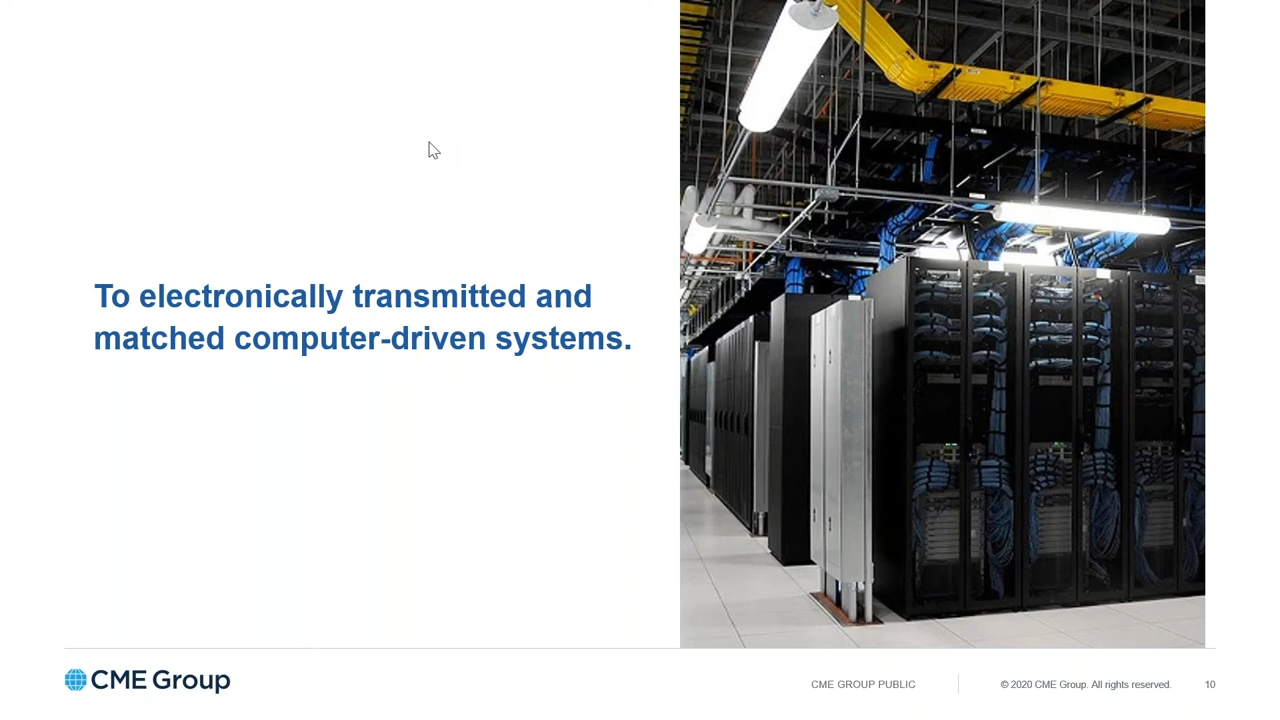 To electronically transmitted and
matched computer-driven systems.
CME Group
CME GROUP PUBLIC
© 2020 CME Group. All rights reserved.
10